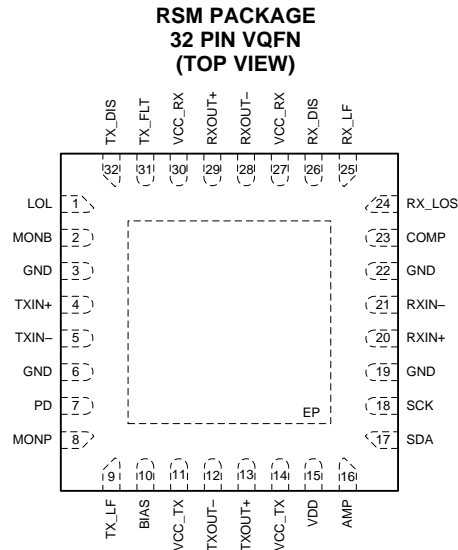 RSM PACKAGE
32 PIN VQFN
(TOP VIEW)
TX_DIS
TX_FLT
VCC_RX
RXOUT+
RXOUT–
VCC_RX
RX_DIS
RX_LF
32 31 30 29 28 27 26 25
LOL 1 24 RX_LOS
MONB 2 23 COMP
GND 3 22 GND
TXIN+ 4 21 RXIN–
TXIN– 5 20 RXIN+
GND 6 19 GND
PD 7 18 SCK
EP
MONP 8 17 SDA
9 10 11 12 13 14 15 16
TX_LF
BIAS
VCC_TX
TXOUT–
TXOUT+
VCC_TX
VDD
AMP